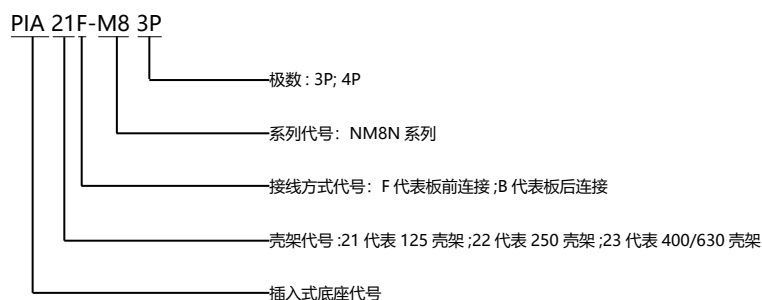 PIA 21F-M8 3P
极数 : 3P; 4P
系列代号：NM8N 系列
接线方式代号：F 代表板前连接 ;B 代表板后连接
壳架代号 :21 代表 125 壳架 ;22 代表 250 壳架 ;23 代表 400/630 壳架
插入式底座代号